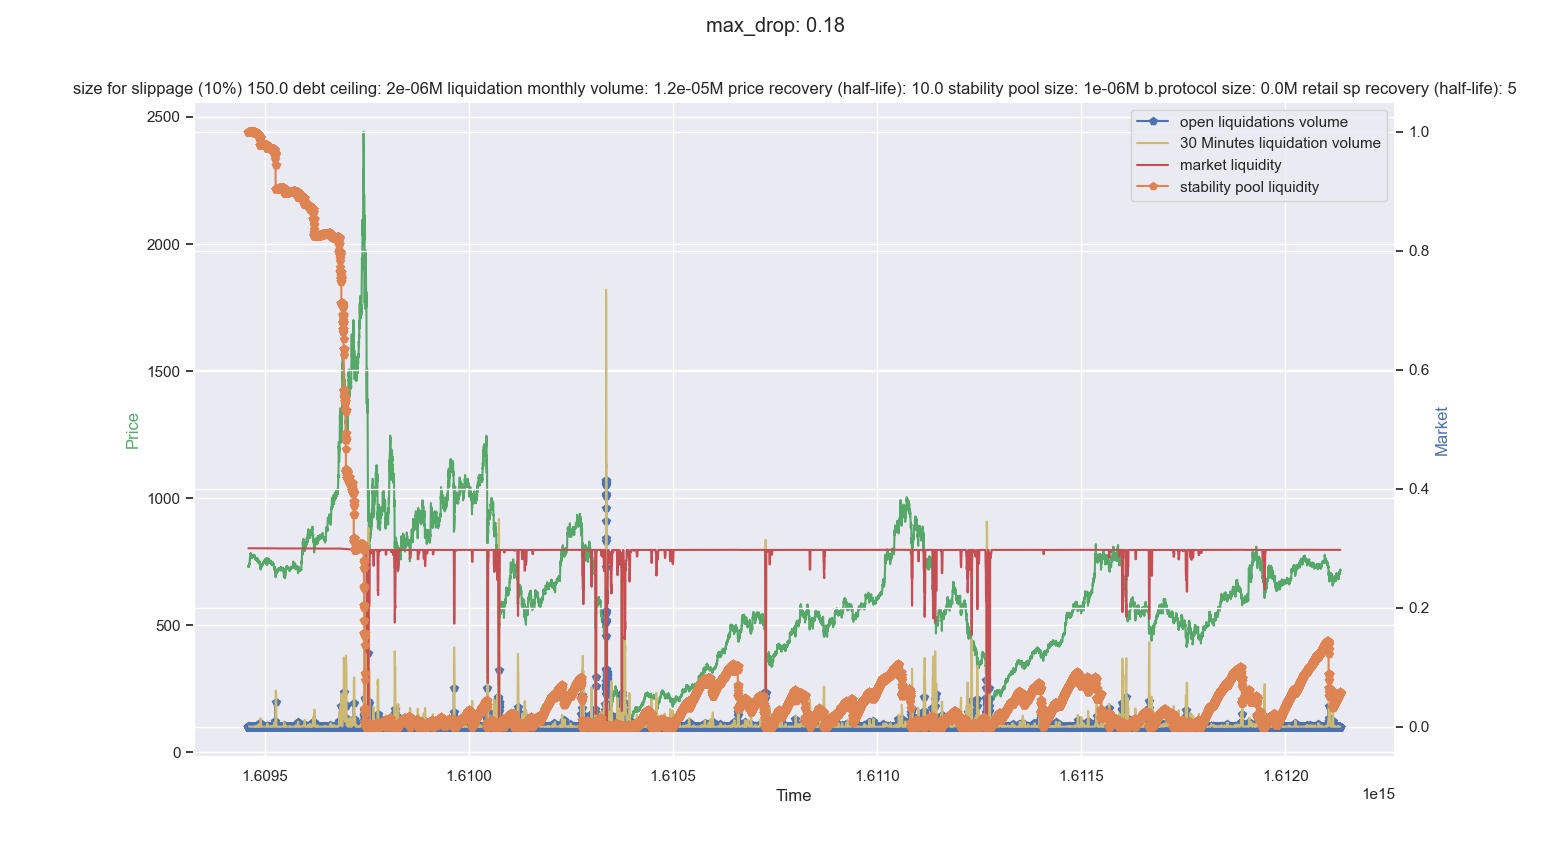 max_drop: 0.18
size for slippage (10%) 150.0 debt ceiling: 2e-06M liquidation monthly volume: 1.2e-05M price recovery (half-life): 10.0 stability pool size: 1e-06M b.protocol size: 0.0M retail sp recovery (half-life): 5
open liquidations volume
30 Minutes liquidation volume
market liquidity
stability pool liquidity
2500
2000
1500
1000
500
0
Price
1.0
0.8
0.6
0.4
0.2
0.0
Market
1.6095 1.6100 1.6105 1.6110 1.6115 1.6120
1e15
Time